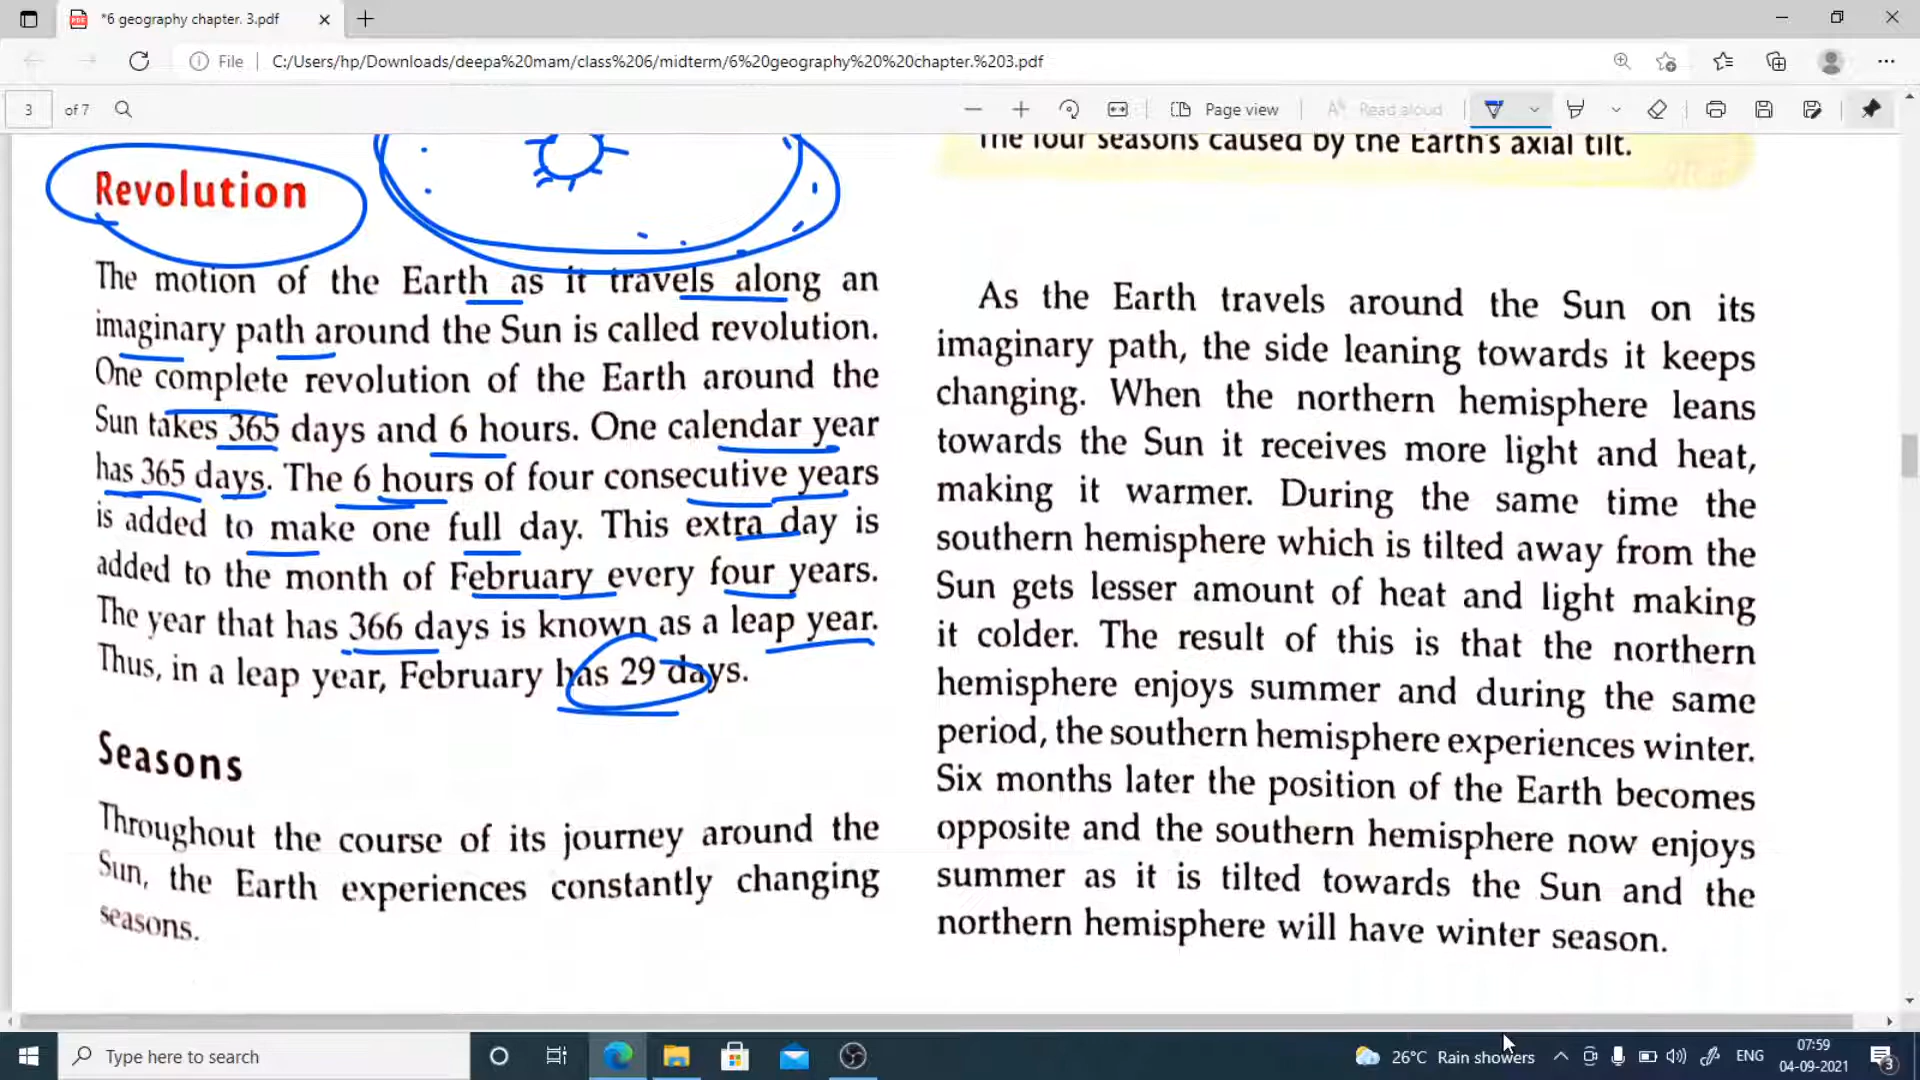 *6 geography chapter. 3.pdf
File
C:/Users/hp/Downloads/deepa%20mam/class%206/midterm/6%20geography%20%20chapter.%203.pdf
3 of 7
Page view
Read aloud
The four seasons caused by the Earth's axial tilt.
Revolution
The motion of the Earth as it travels along an
imaginary path around the Sun is called revolution.
One complete revolution of the Earth around the
Sun takes 365 days and 6 hours. One calendar year
has 365 days. The 6 hours of four consecutive years
is added to make one full day. This extra day is
added to the month of February every four years.
The year that has 366 days is known as a leap year.
Thus, in a leap year, February has 29 days.
Seasons
Throughout the course of its journey around the
Sun, the Earth experiences constantly changing
seasons.
As the Earth travels around the Sun on its
imaginary path, the side leaning towards it keeps
changing. When the northern hemisphere leans
towards the Sun it receives more light and heat,
making it warmer. During the same time the
southern hemisphere which is tilted away from the
Sun gets lesser amount of heat and light making
it colder. The result of this is that the northern
hemisphere enjoys summer and during the same
period, the southern hemisphere experiences winter.
Six months later the position of the Earth becomes
opposite and the southern hemisphere now enjoys
summer as it is tilted towards the Sun and the
northern hemisphere will have winter season.
Type here to search
26°C Rain showers
ENG
07:59
04-09-2021
3